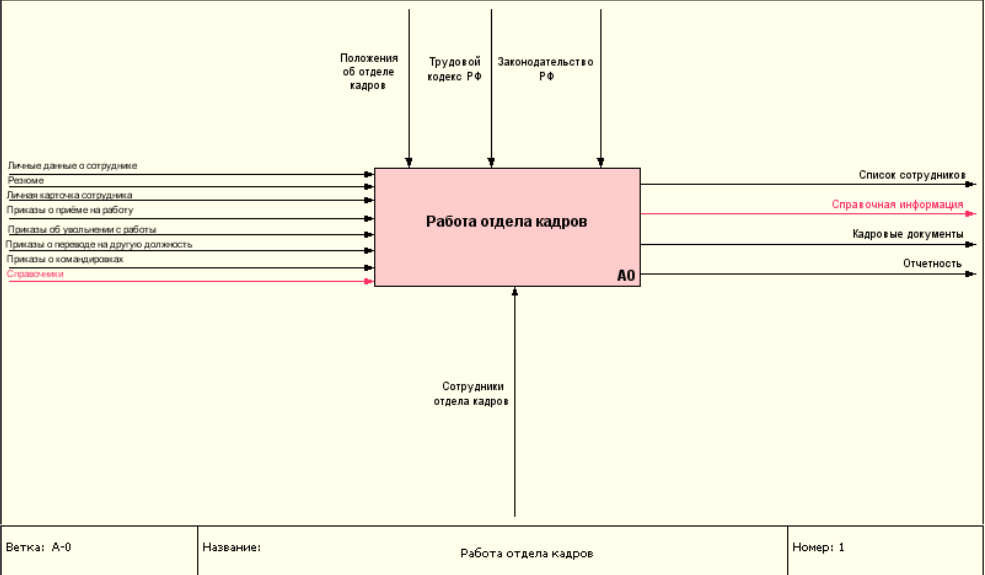 Положения
об отделе
кадров
Трудовой
кодекс РФ
Законодательство
РФ
Личные данные о сотруднике
Резюме
Личная карточка сотрудника
Приказы о приёме на работу
Приказы об увольнении с работы
Приказы о переводе на другую должность
Приказы о командировках
Справочники
Работа отдела кадров
A0
Список сотрудников
Справочная информация
Кадровые документы
Отчетность
Сотрудники
отдела кадров
Ветка: A-0
Название:
Работа отдела кадров
Номер: 1